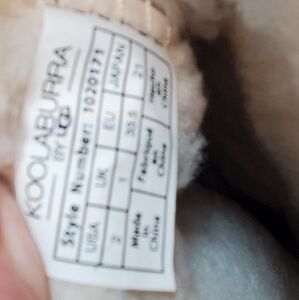 KOOLABURRA
BY UGG
Style Number: 1020171
USA UK EU JAPAN
2 1 32.5 21
Made in China
Fabriqué en Chine
Hecho en China